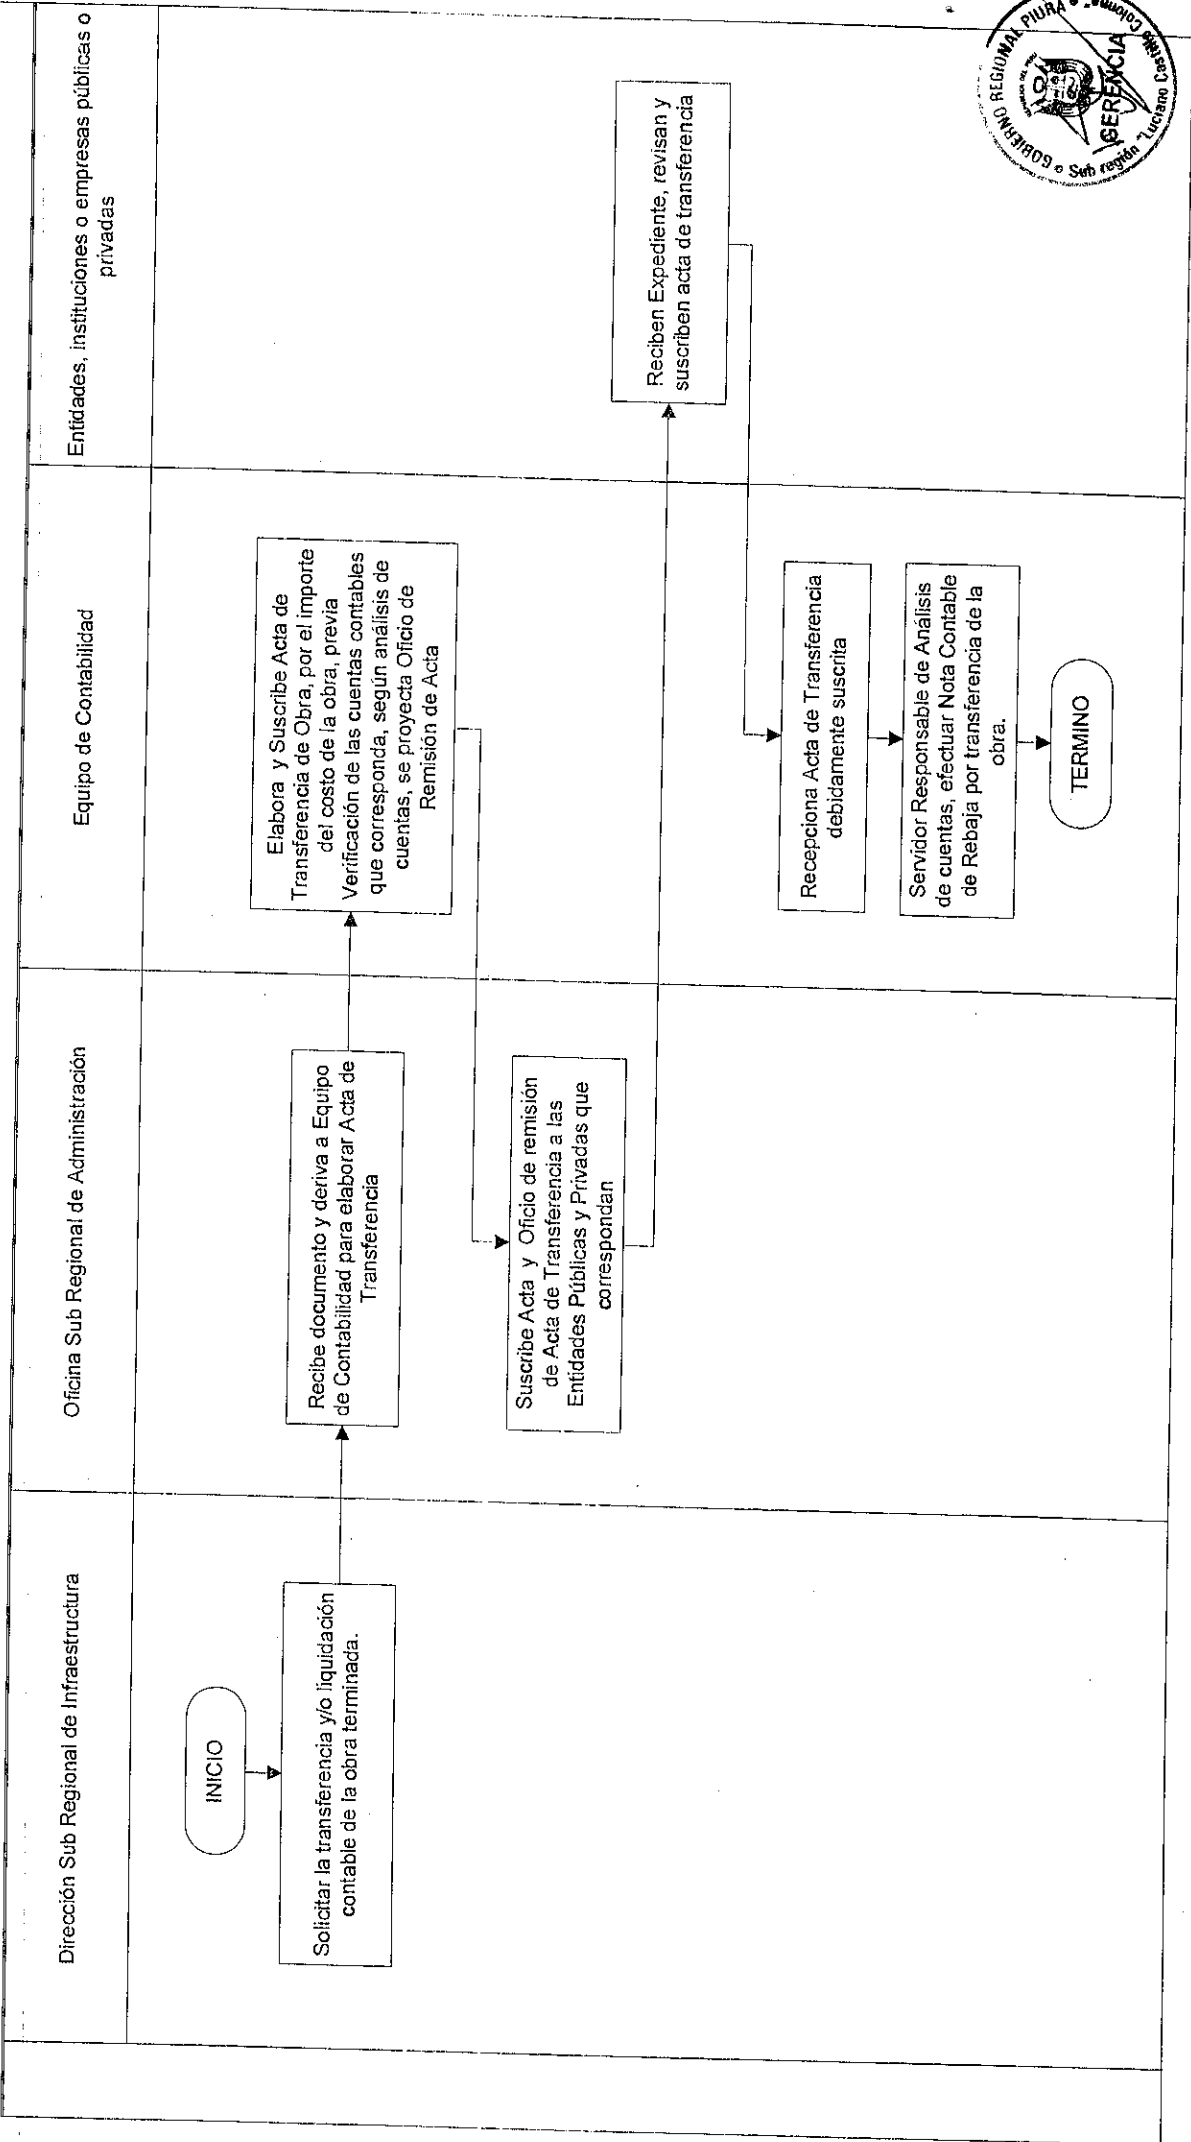 Dirección Sub Regional de Infraestructura
Oficina Sub Regional de Administración
Equipo de Contabilidad
Entidades, instituciones o empresas públicas o
privadas
INICIO
Solicitar la transferencia y/o liquidación
contable de la obra terminada.
Recibe documento y deriva a Equipo
de Contabilidad para elaborar Acta de
Transferencia
Elabora y Suscribe Acta de
Transferencia de Obra, por el importe
del costo de la obra, previa
Verificación de las cuentas contables
que corresponda, según análisis de
cuentas, se proyecta Oficio de
Remisión de Acta
Suscribe Acta y Oficio de remisión
de Acta de Transferencia a las
Entidades Públicas y Privadas que
correspondan
Reciben Expediente, revisan y
suscriben acta de transferencia
Recepciona Acta de Transferencia
debidamente suscrita
Servidor Responsable de Análisis
de cuentas, efectuar Nota Contable
de Rebaja por transferencia de la
obra.
TERMINO
GOBIERNO REGIONAL PIURA
Sub región "Luciano Castillo Colonna"
GERENCIA